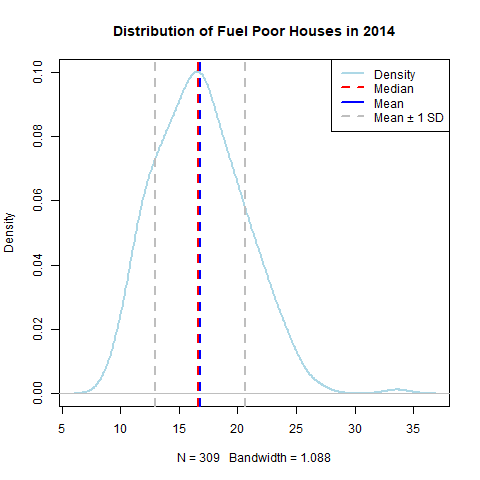 Distribution of Fuel Poor Houses in 2014
Density
Median
Mean
Mean ± 1 SD
Density
0.00
0.02
0.04
0.06
0.08
0.10
5 10 15 20 25 30 35
N = 309 Bandwidth = 1.088